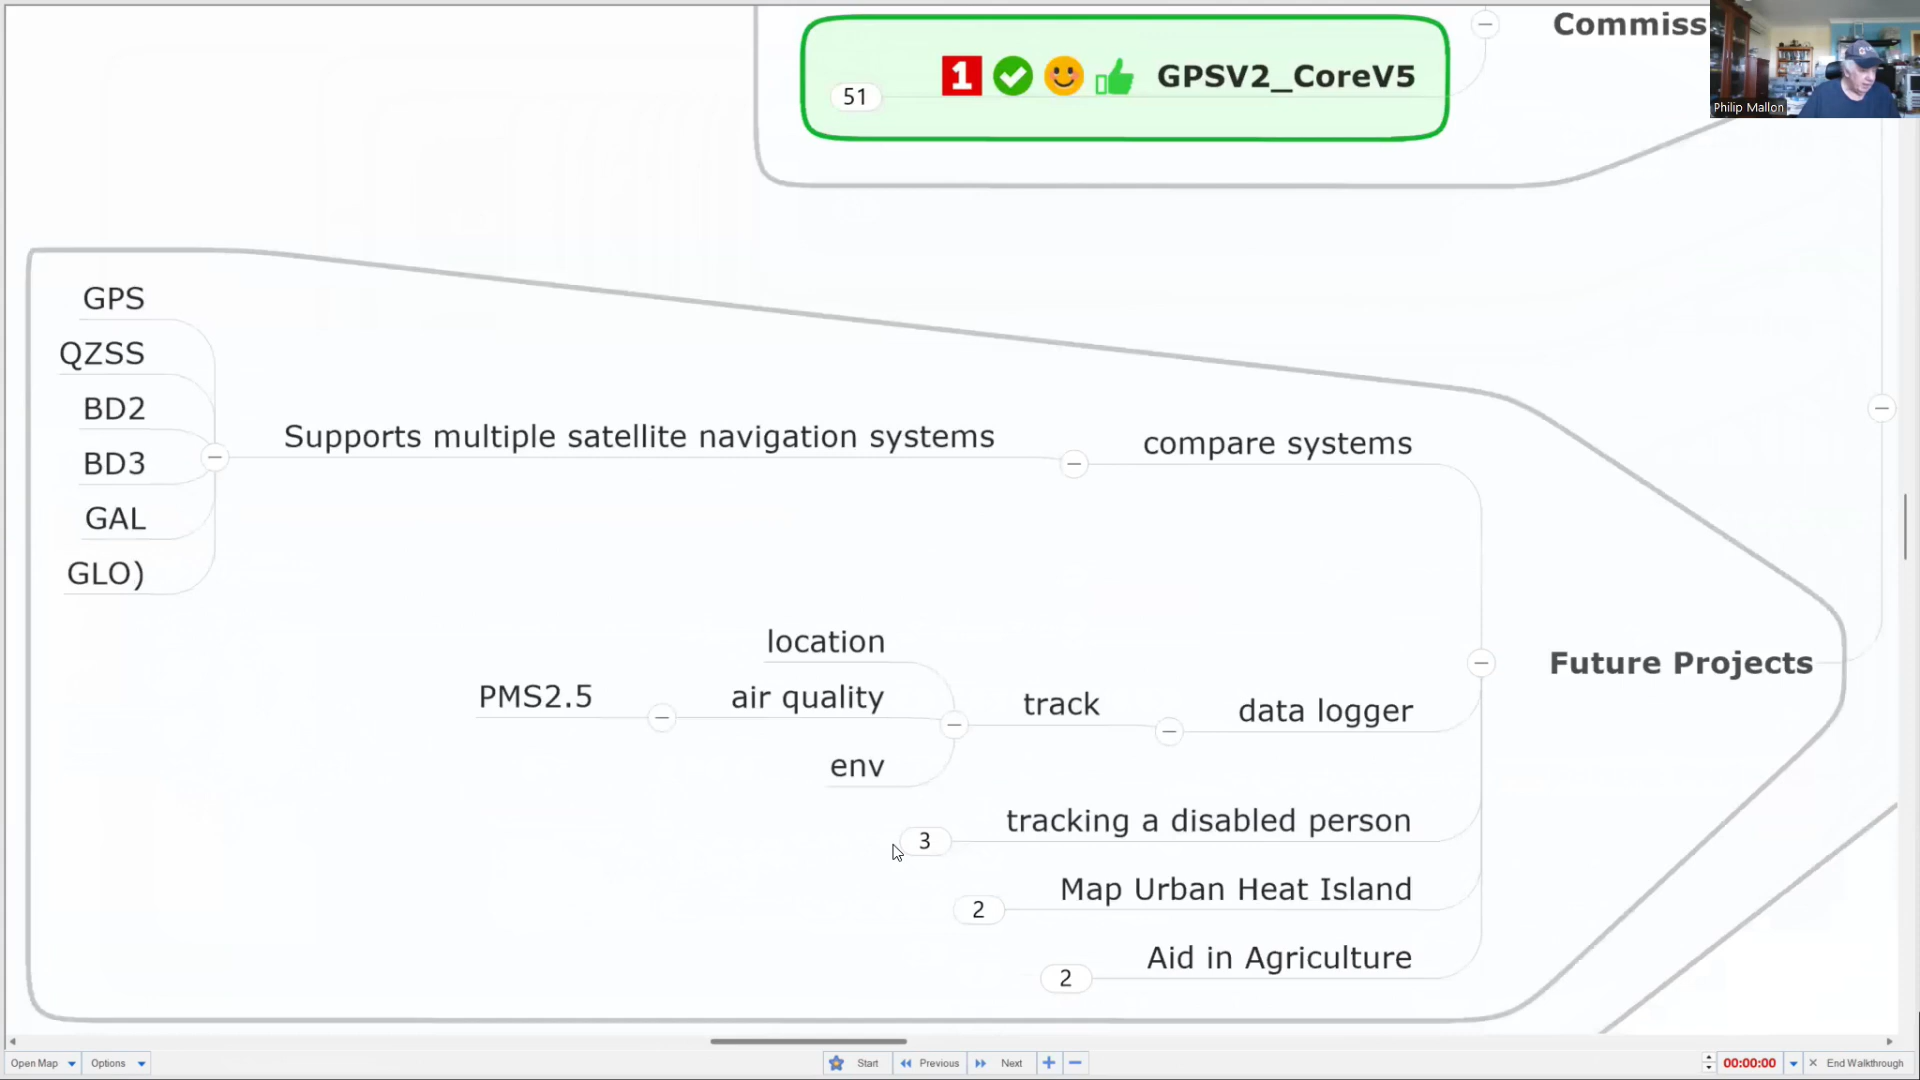 Commiss
Philip Mallon
1
GPSV2_CoreV5
51
GPS
QZSS
BD2
BD3
GAL
GLO)
Supports multiple satellite navigation systems
compare systems
Future Projects
location
air quality
env
PMS2.5
track
data logger
tracking a disabled person
3
Map Urban Heat Island
2
Aid in Agriculture
2
Open Map
Options
Start
Previous
Next
00:00:00
End Walkthrough